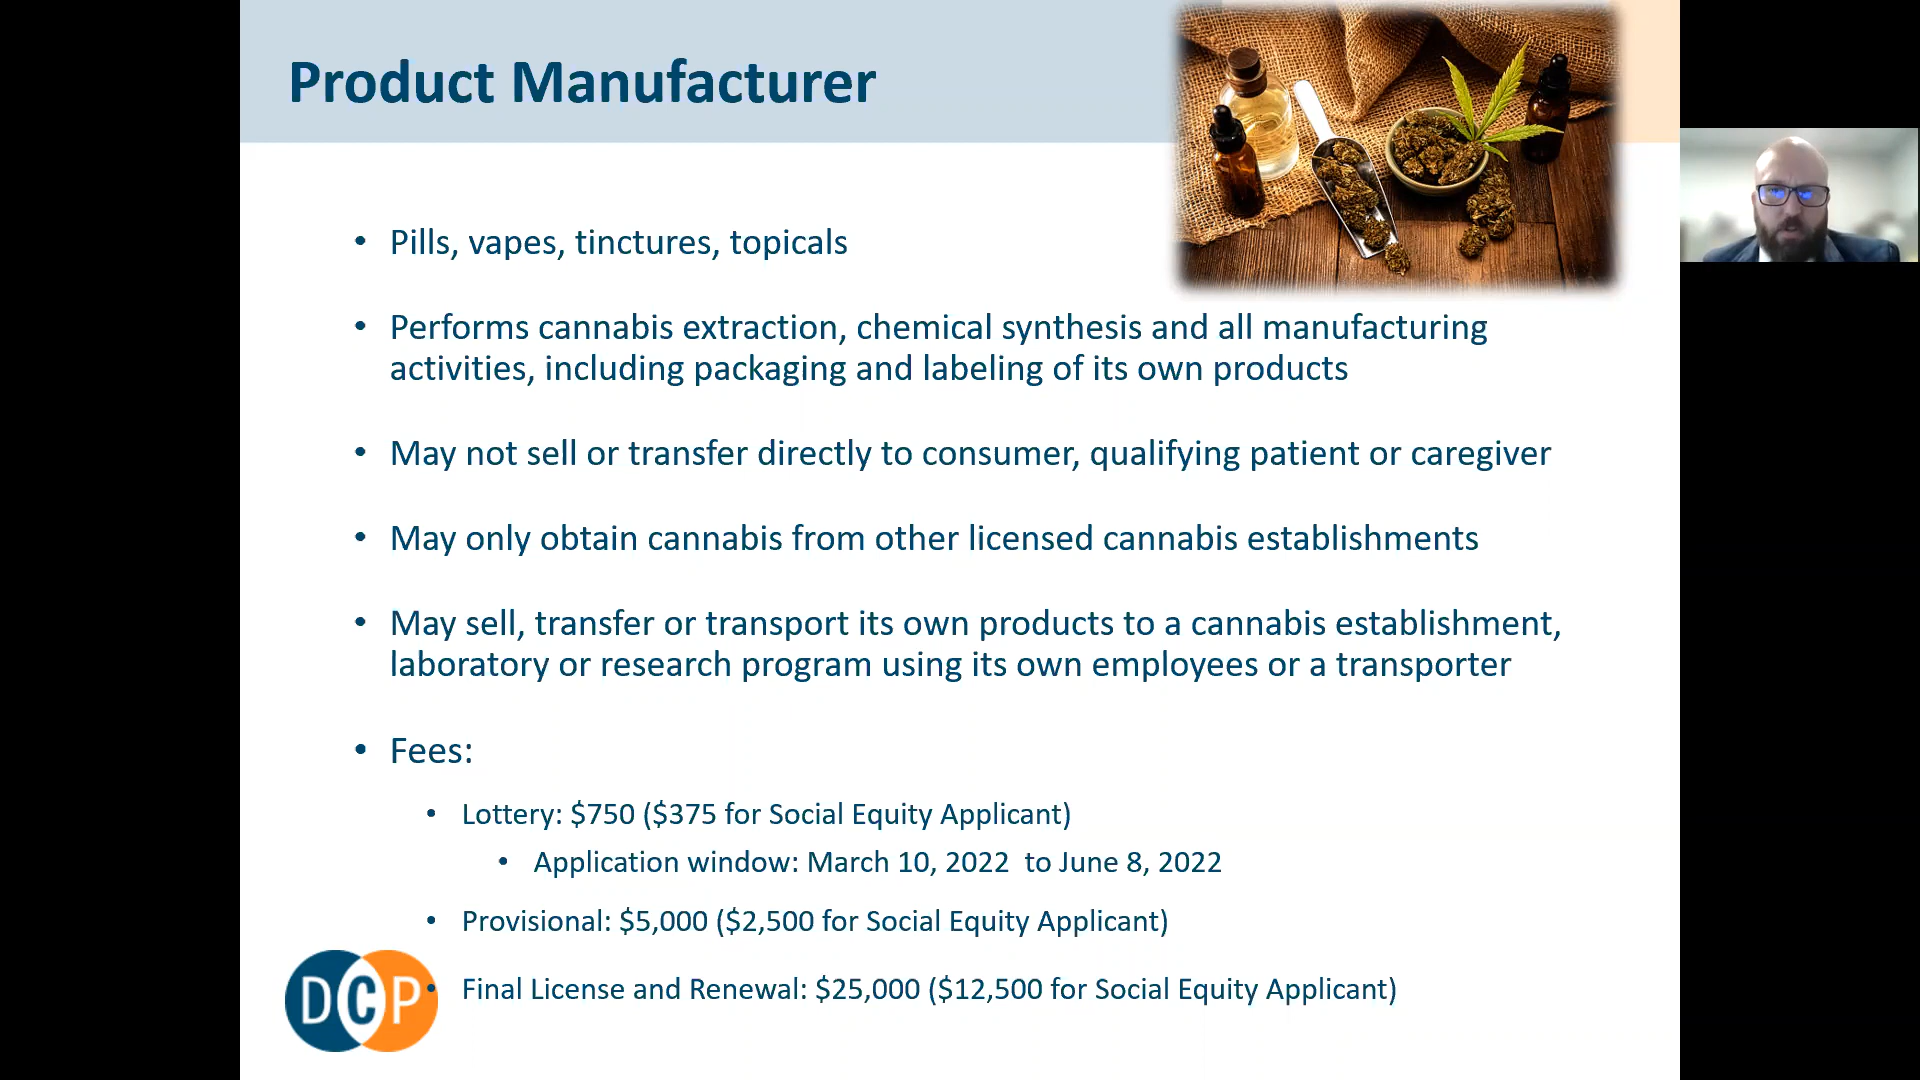 Product Manufacturer
• Pills, vapes, tinctures, topicals
• Performs cannabis extraction, chemical synthesis and all manufacturing
activities, including packaging and labeling of its own products
• May not sell or transfer directly to consumer, qualifying patient or caregiver
• May only obtain cannabis from other licensed cannabis establishments
• May sell, transfer or transport its own products to a cannabis establishment,
laboratory or research program using its own employees or a transporter
• Fees:
• Lottery: $750 ($375 for Social Equity Applicant)
• Application window: March 10, 2022 to June 8, 2022
• Provisional: $5,000 ($2,500 for Social Equity Applicant)
• Final License and Renewal: $25,000 ($12,500 for Social Equity Applicant)
DCP